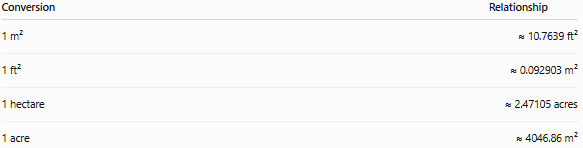 Conversion Relationship
1 m² ≈ 10.7639 ft²
1 ft² ≈ 0.092903 m²
1 hectare ≈ 2.47105 acres
1 acre ≈ 4046.86 m²